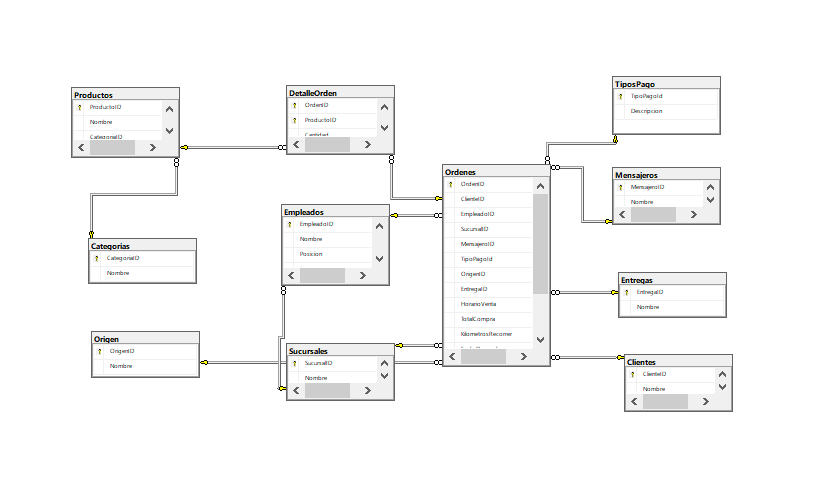 Productos
ProductoID
Nombre
CategoriaID
DetalleOrden
OrdenID
ProductoID
Cantidad
TiposPago
TipoPagoId
Descripcion
Ordenes
OrdenID
ClienteID
EmpleadoID
SucursalID
MensajeroID
TipoPagoId
OrigenID
EntregaID
HorarioVenta
TotalCompra
KilometrosRecorrer
Mensajeros
MensajeroID
Nombre
Empleados
EmpleadoID
Nombre
Posicion
Categorias
CategoriaID
Nombre
Entregas
EntregaID
Nombre
Origen
OrigenID
Nombre
Sucursales
SucursalID
Nombre
Clientes
ClienteID
Nombre